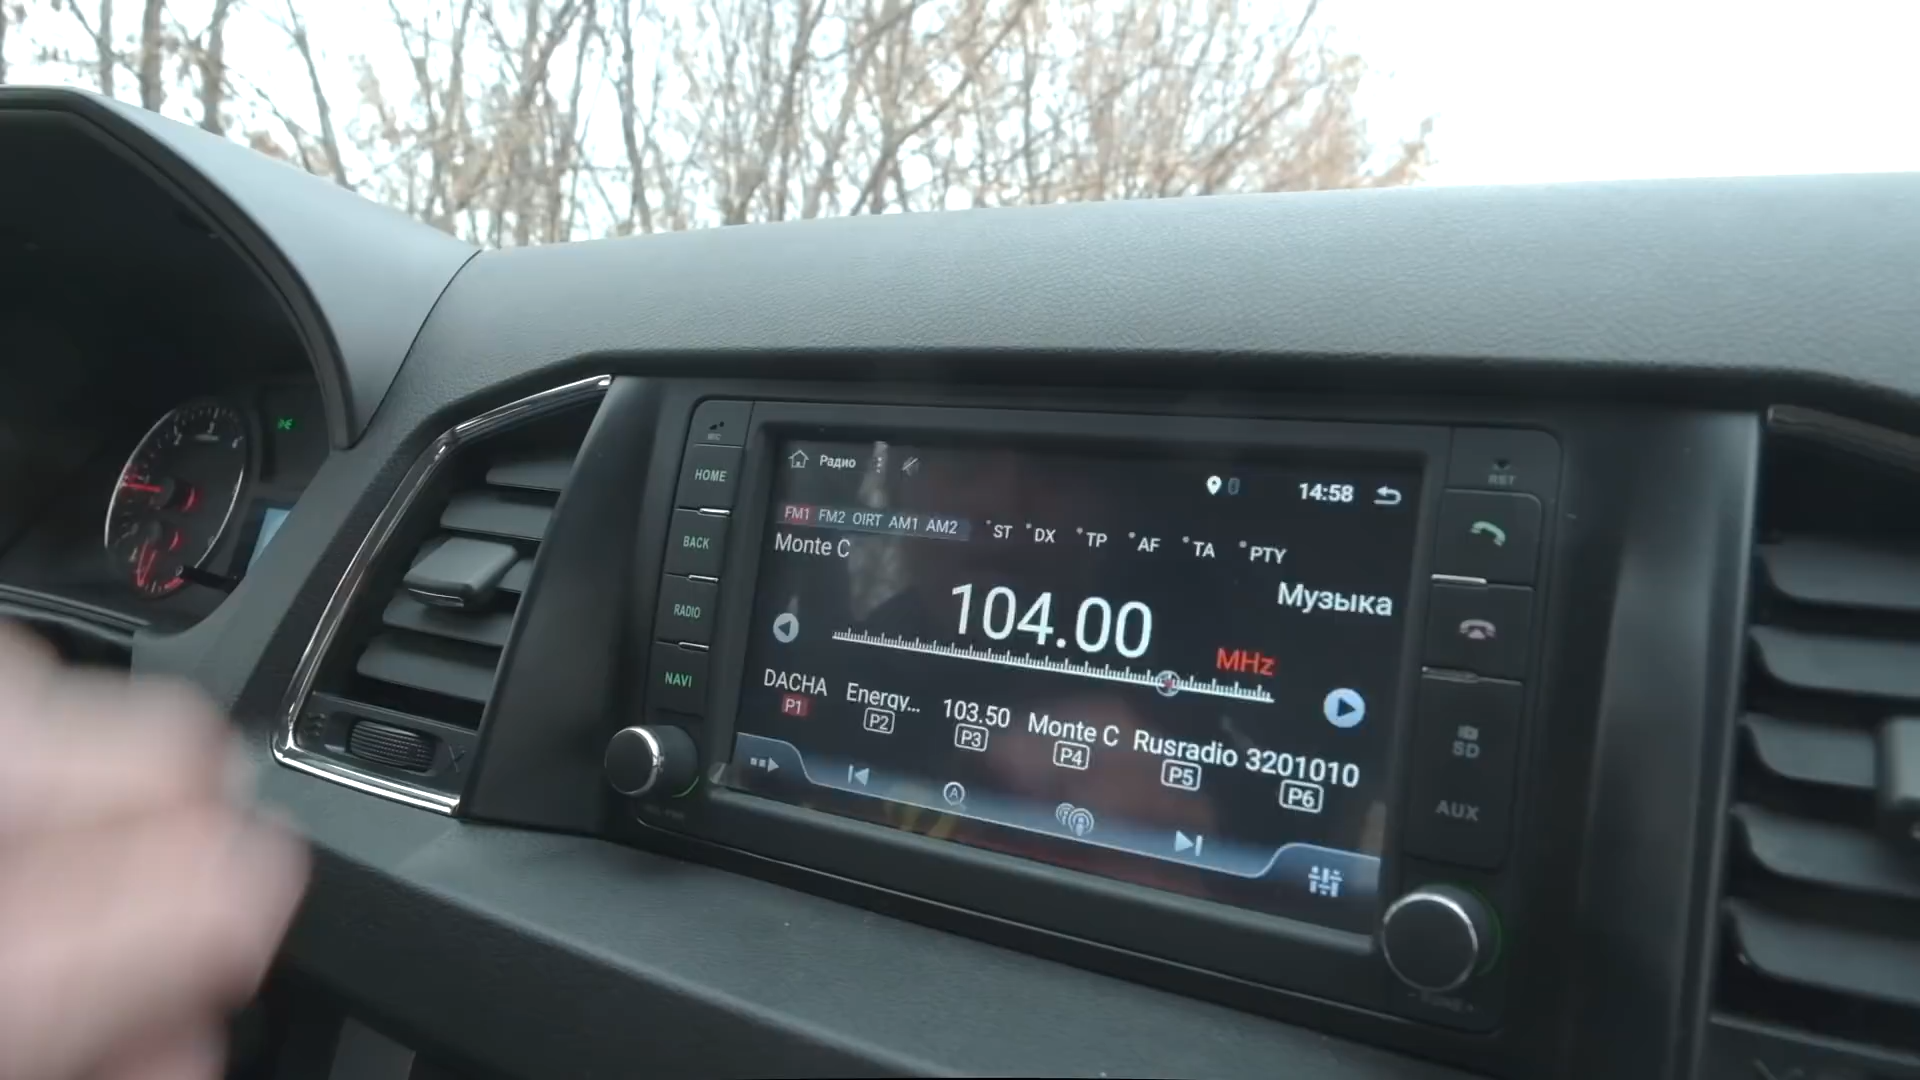 MIC
HOME
BACK
RADIO
NAVI
Радио
0
14:58
FM1 FM2 OIRT AM1 AM2
ST DX TP AF TA PTY
Monte C
Музыка
104.00
MHz
DACHA Energy... 103.50 Monte C Rusradio 3201010
P1 P2 P3 P4 P5 P6
RST
SD
AUX